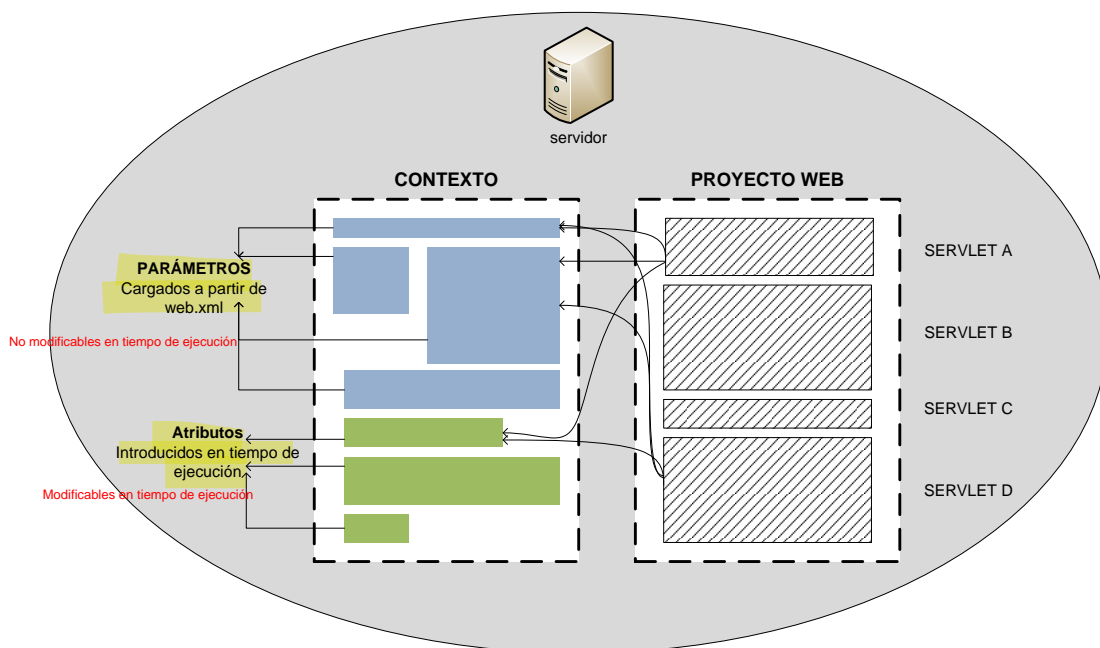 servidor
CONTEXTO
PROYECTO WEB
PARÁMETROS
Cargados a partir de
web.xml
No modificables en tiempo de ejecución
Atributos
Introducidos en tiempo de
ejecución
Modificables en tiempo de ejecución
SERVLET A
SERVLET B
SERVLET C
SERVLET D